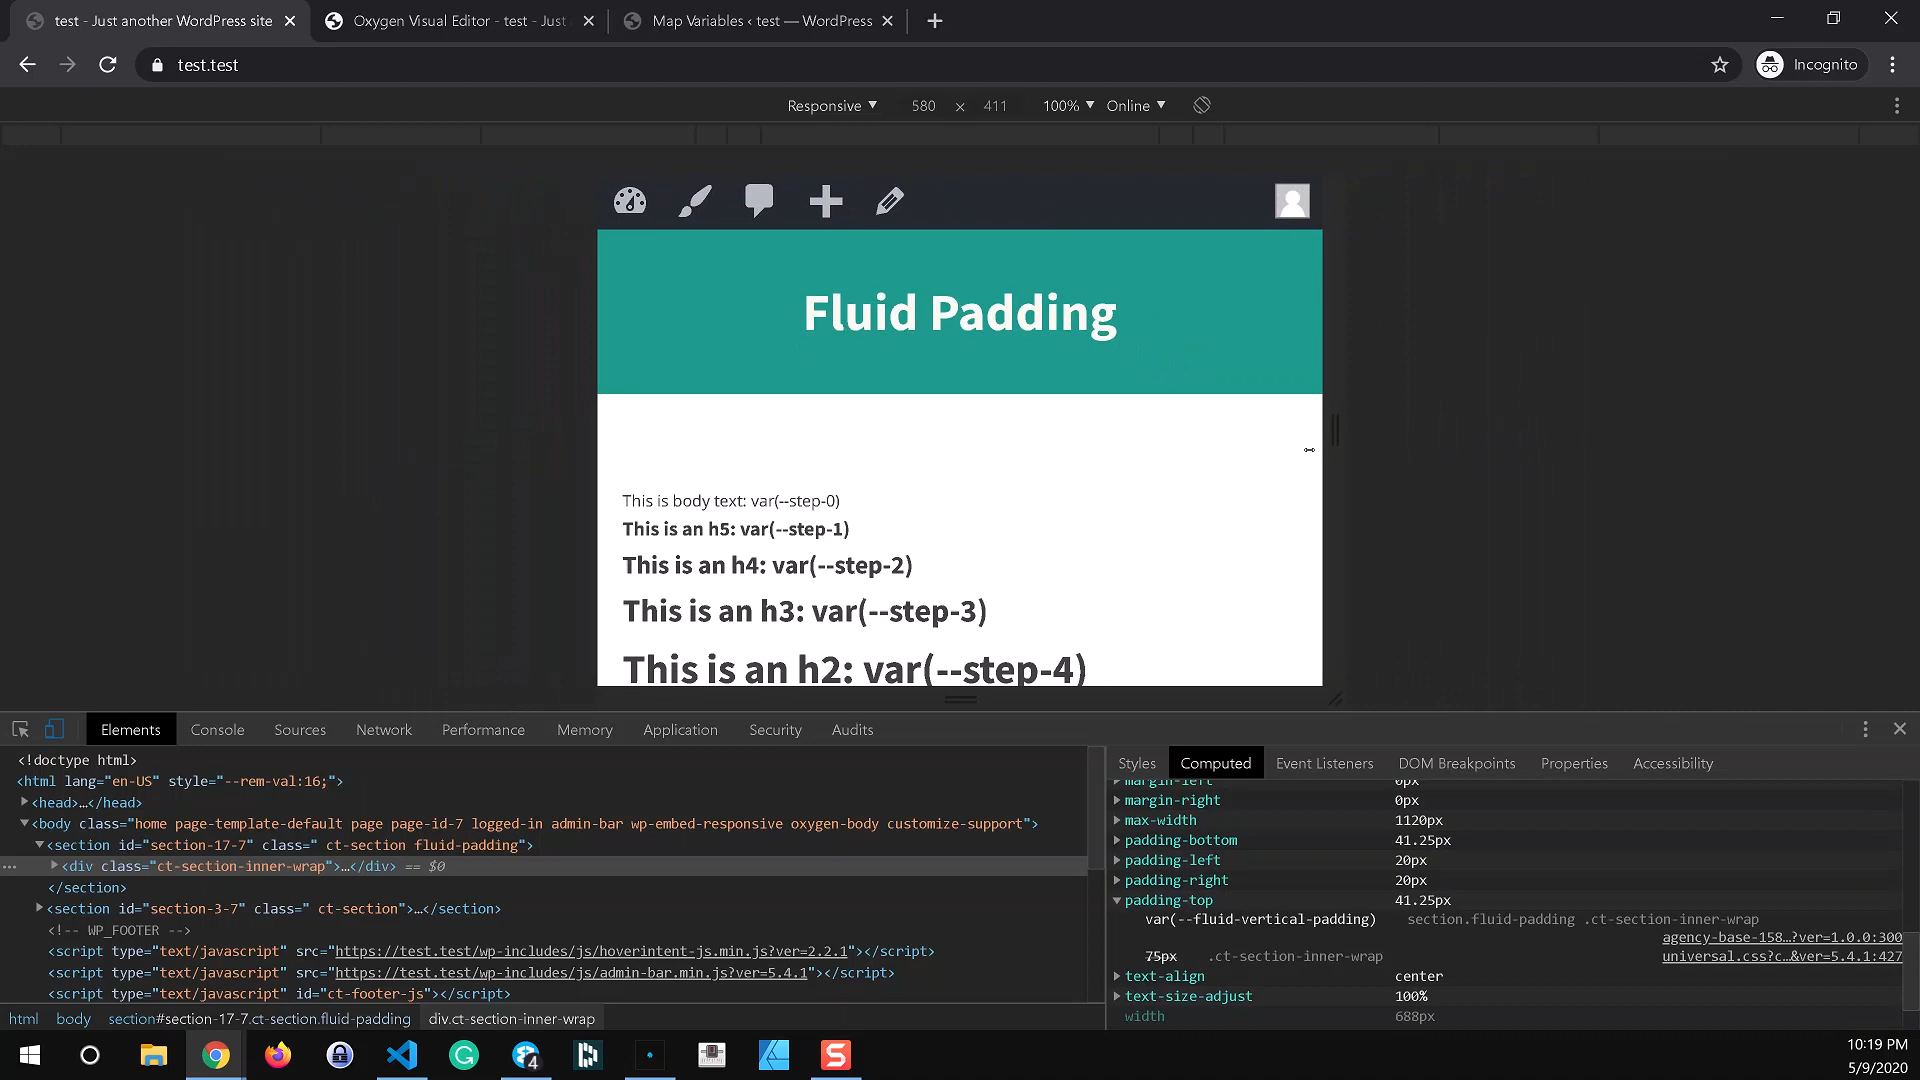 test - Just another WordPress site
Oxygen Visual Editor - test - Just
Map Variables ‹ test — WordPress
test.test
Incognito
Responsive
580 × 411
100%
Online
Fluid Padding
This is body text: var(--step-0)
This is an h5: var(--step-1)
This is an h4: var(--step-2)
This is an h3: var(--step-3)
This is an h2: var(--step-4)
Elements Console Sources Network Performance Memory Application Security Audits
<!doctype html>
<html lang="en-US" style="--rem-val:16;">
<head>…</head>
<body class="home page-template-default page page-id-7 logged-in admin-bar wp-embed-responsive oxygen-body customize-support">
<section id="section-17-7" class=" ct-section fluid-padding">
<div class="ct-section-inner-wrap">…</div> == $0
</section>
<section id="section-3-7" class=" ct-section">…</section>
<!-- WP_FOOTER -->
<script type="text/javascript" src="https://test.test/wp-includes/js/hoverintent-js.min.js?ver=2.2.1"></script>
<script type="text/javascript" src="https://test.test/wp-includes/js/admin-bar.min.js?ver=5.4.1"></script>
<script type="text/javascript" id="ct-footer-js"></script>
html body section#section-17-7.ct-section.fluid-padding div.ct-section-inner-wrap
Styles Computed Event Listeners DOM Breakpoints Properties Accessibility
margin-left 0px
margin-right 0px
max-width 1120px
padding-bottom 41.25px
padding-left 20px
padding-right 20px
padding-top 41.25px
var(--fluid-vertical-padding) section.fluid-padding .ct-section-inner-wrap
agency-base-158…?ver=1.0.0:300
75px .ct-section-inner-wrap universal.css?c…&ver=5.4.1:427
text-align center
text-size-adjust 100%
width 688px
4
10:19 PM
5/9/2020